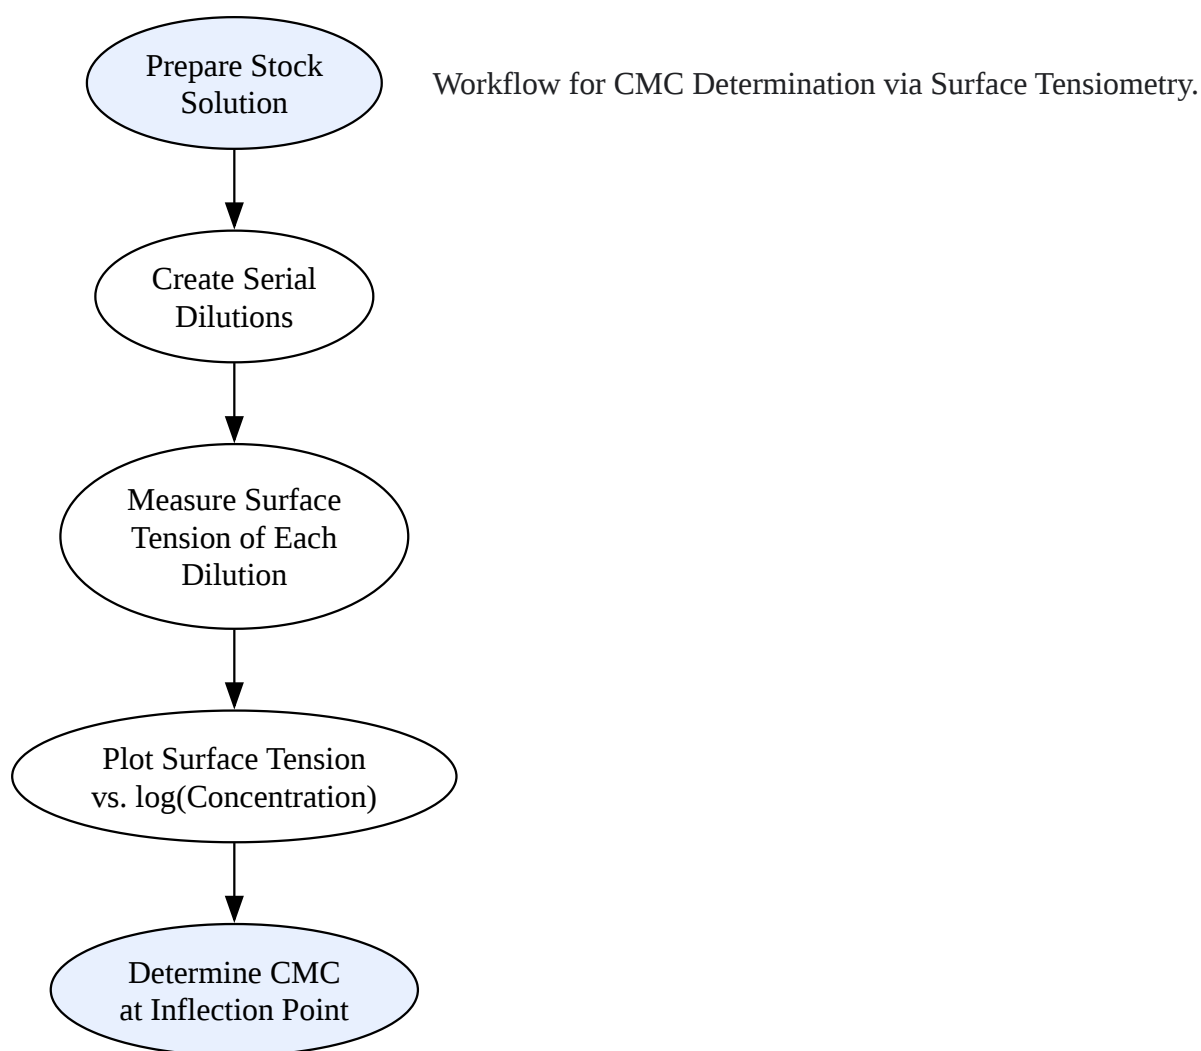 Prepare Stock
Solution
Workflow for CMC Determination via Surface Tensiometry.
Create Serial
Dilutions
Measure Surface
Tension of Each
Dilution
Plot Surface Tension
vs. log(Concentration)
Determine CMC
at Inflection Point